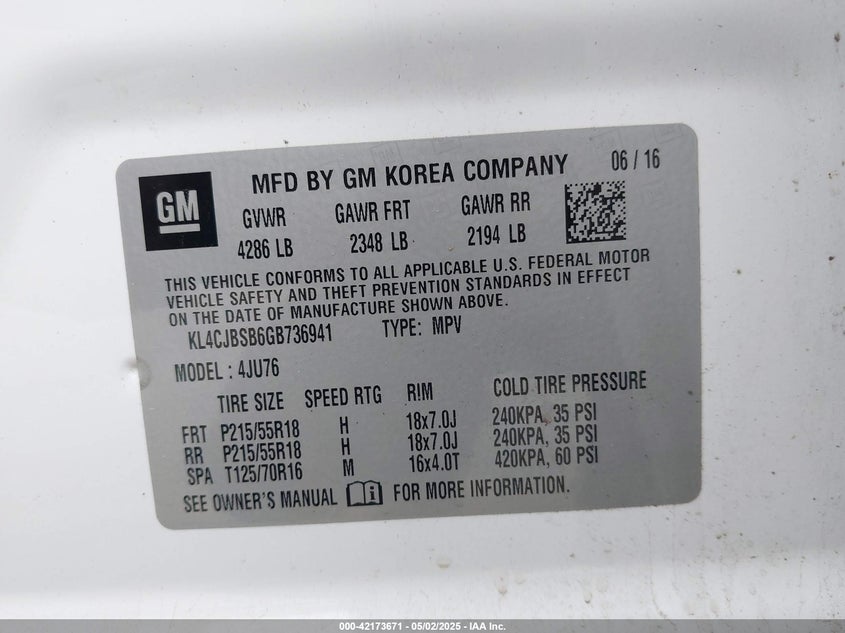 GM
MFD BY GM KOREA COMPANY 06 / 16
GVWR GAWR FRT GAWR RR
4286 LB 2348 LB 2194 LB
THIS VEHICLE CONFORMS TO ALL APPLICABLE U.S. FEDERAL MOTOR
VEHICLE SAFETY AND THEFT PREVENTION STANDARDS IN EFFECT
ON THE DATE OF MANUFACTURE SHOWN ABOVE.
KL4CJBSB6GB736941 TYPE: MPV
MODEL : 4JU76
TIRE SIZE SPEED RTG RIM COLD TIRE PRESSURE
FRT P215/55R18 H 18x7.0J 240KPA, 35 PSI
RR P215/55R18 H 18x7.0J 240KPA, 35 PSI
SPA T125/70R16 M 16x4.0T 420KPA, 60 PSI
SEE OWNER'S MANUAL FOR MORE INFORMATION.
000-42173671 - 05/02/2025 - IAA Inc.